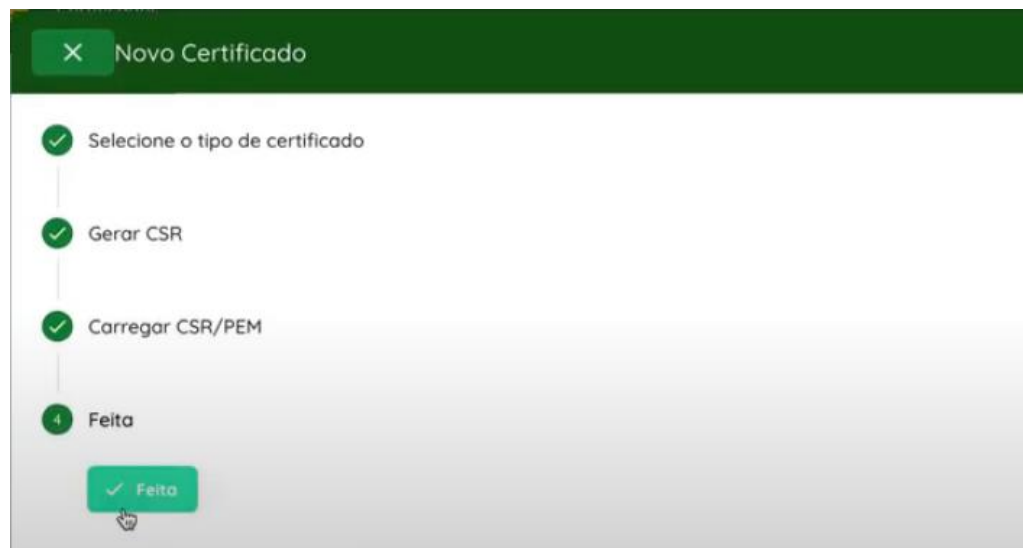 Novo Certificado
Selecione o tipo de certificado
Gerar CSR
Carregar CSR/PEM
4 Feita
Feita